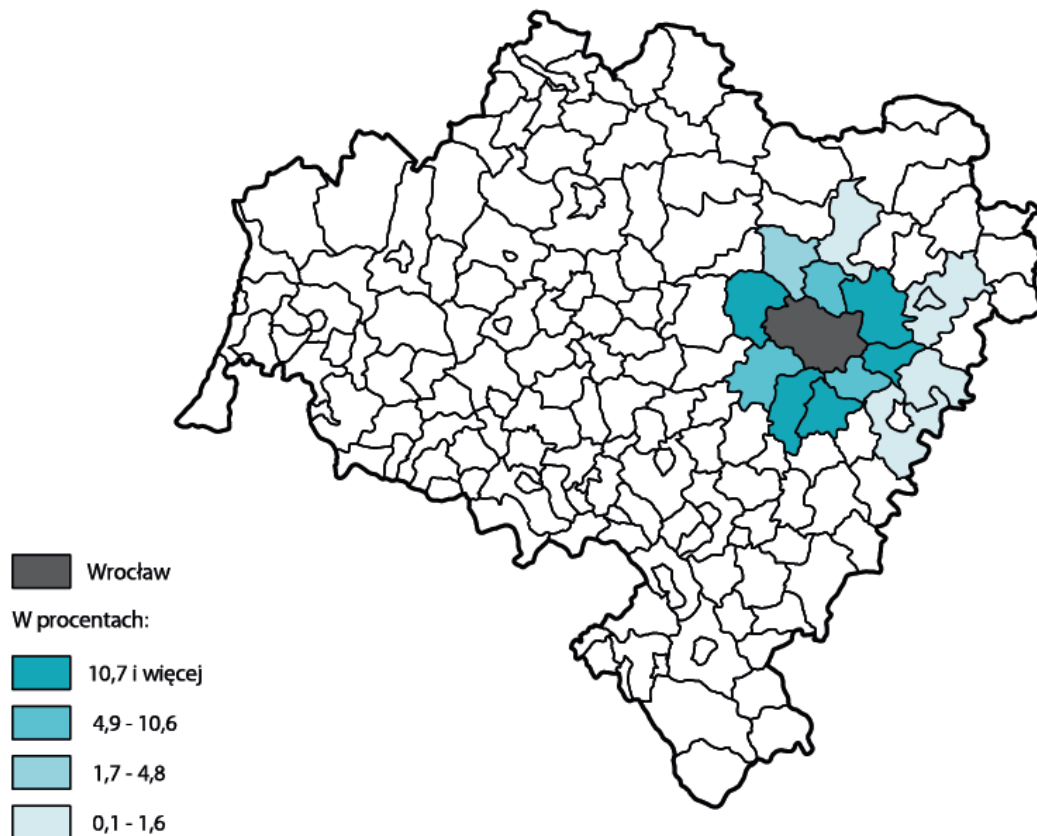 Wrocław
W procentach:
10,7 i więcej
4,9 - 10,6
1,7 - 4,8
0,1 - 1,6